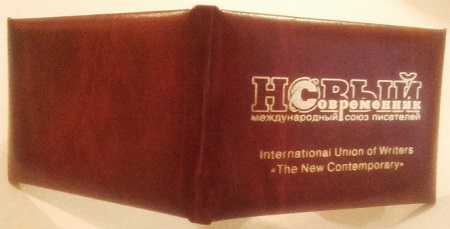 НОВЫЙ
Современник
международный союз писателей
International Union of Writers
«The New Contemporary»